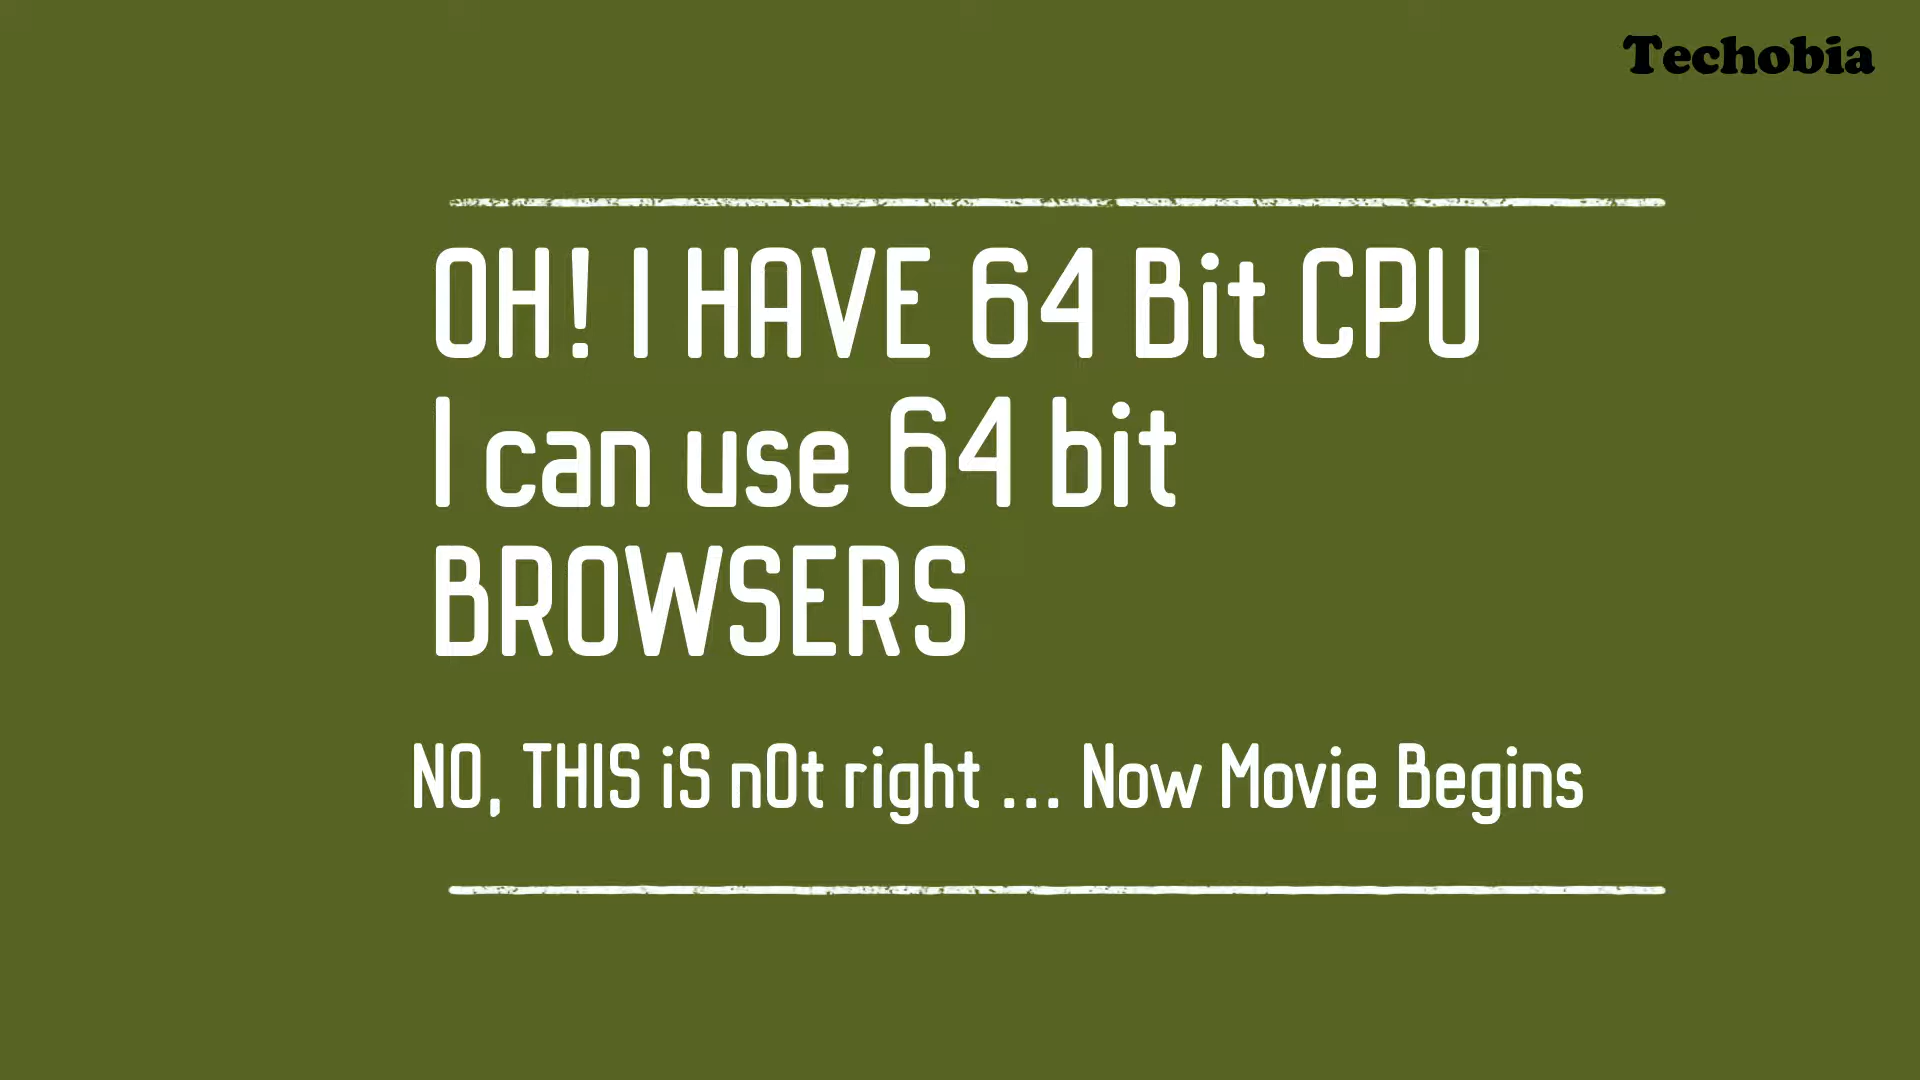 Techobia
OH! I HAVE 64 Bit CPU
I can use 64 bit
BROWSERS
NO, THIS iS nOt right ... Now Movie Begins